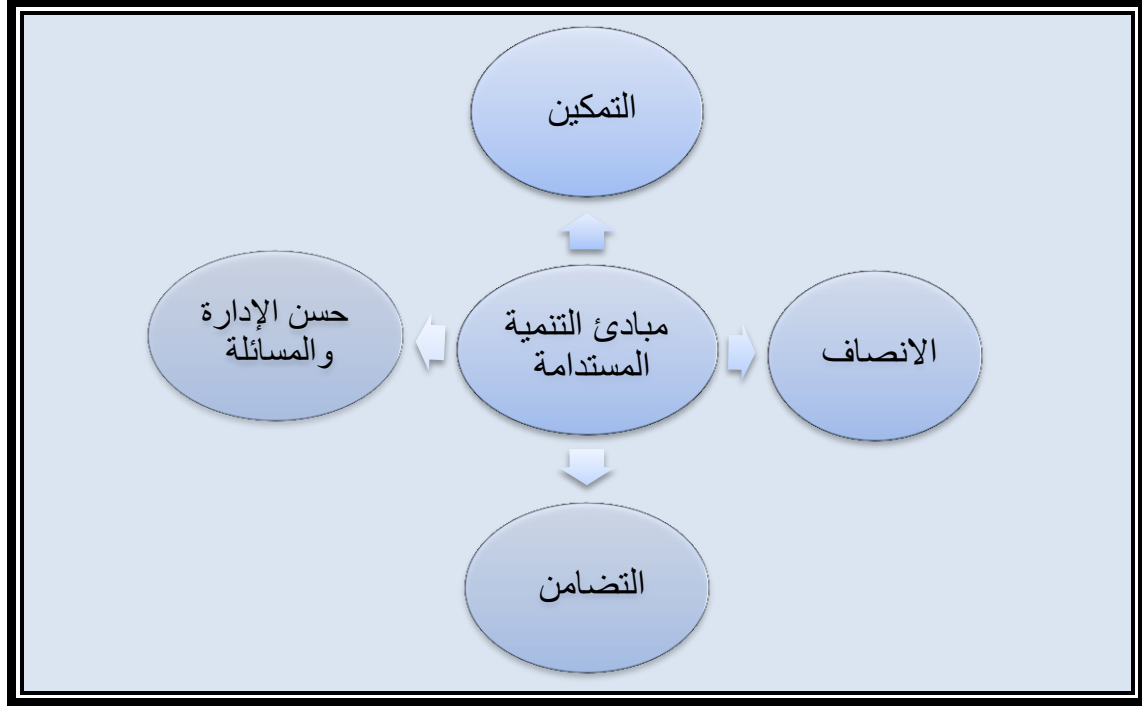 التمكين
مبادئ التنمية
المستدامة
الانصاف
حسن الإدارة
والمسائلة
التضامن